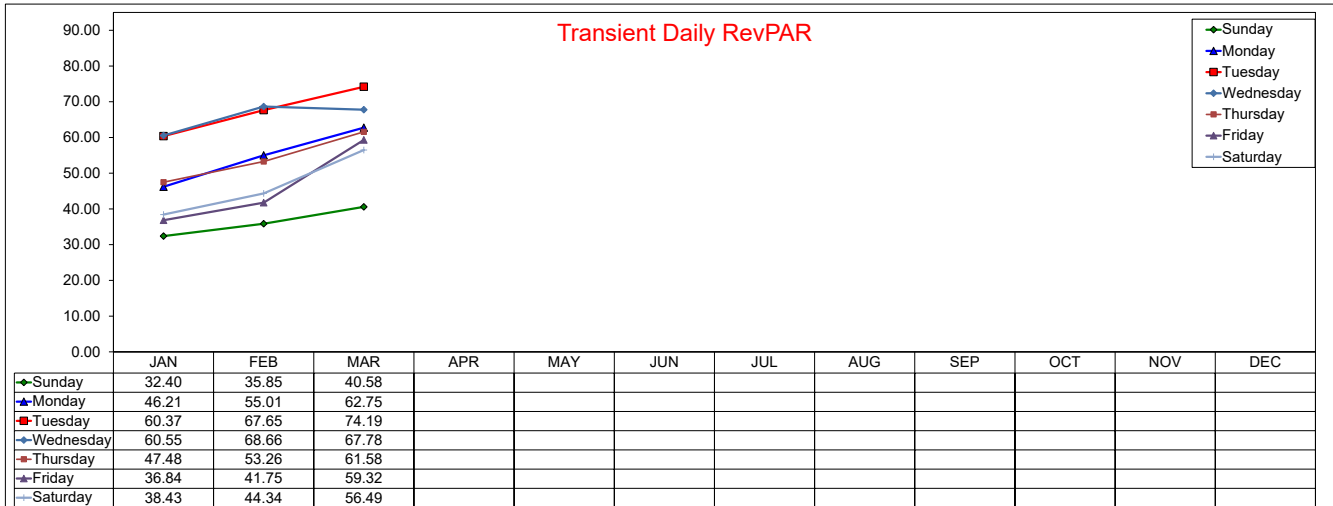 Transient Daily RevPAR
90.00
80.00
70.00
60.00
50.00
40.00
30.00
20.00
10.00
0.00
Sunday
Monday
Tuesday
Wednesday
Thursday
Friday
Saturday
JAN FEB MAR APR MAY JUN JUL AUG SEP OCT NOV DEC
Sunday 32.40 35.85 40.58
Monday 46.21 55.01 62.75
Tuesday 60.37 67.65 74.19
Wednesday 60.55 68.66 67.78
Thursday 47.48 53.26 61.58
Friday 36.84 41.75 59.32
Saturday 38.43 44.34 56.49